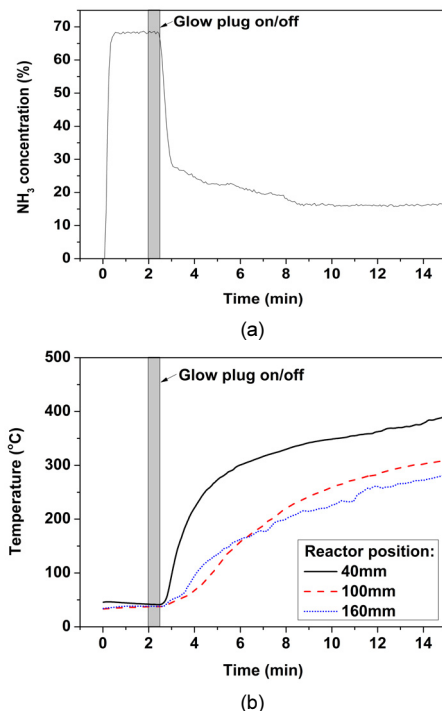 80
70
60
50
40
30
20
10
0
NH₃ concentration (%)
Glow plug on/off
0 2 4 6 8 10 12 14
Time (min)
(a)
500
400
300
200
100
0
Temperature (°C)
Glow plug on/off
Reactor position:
40mm
100mm
160mm
0 2 4 6 8 10 12 14
Time (min)
(b)